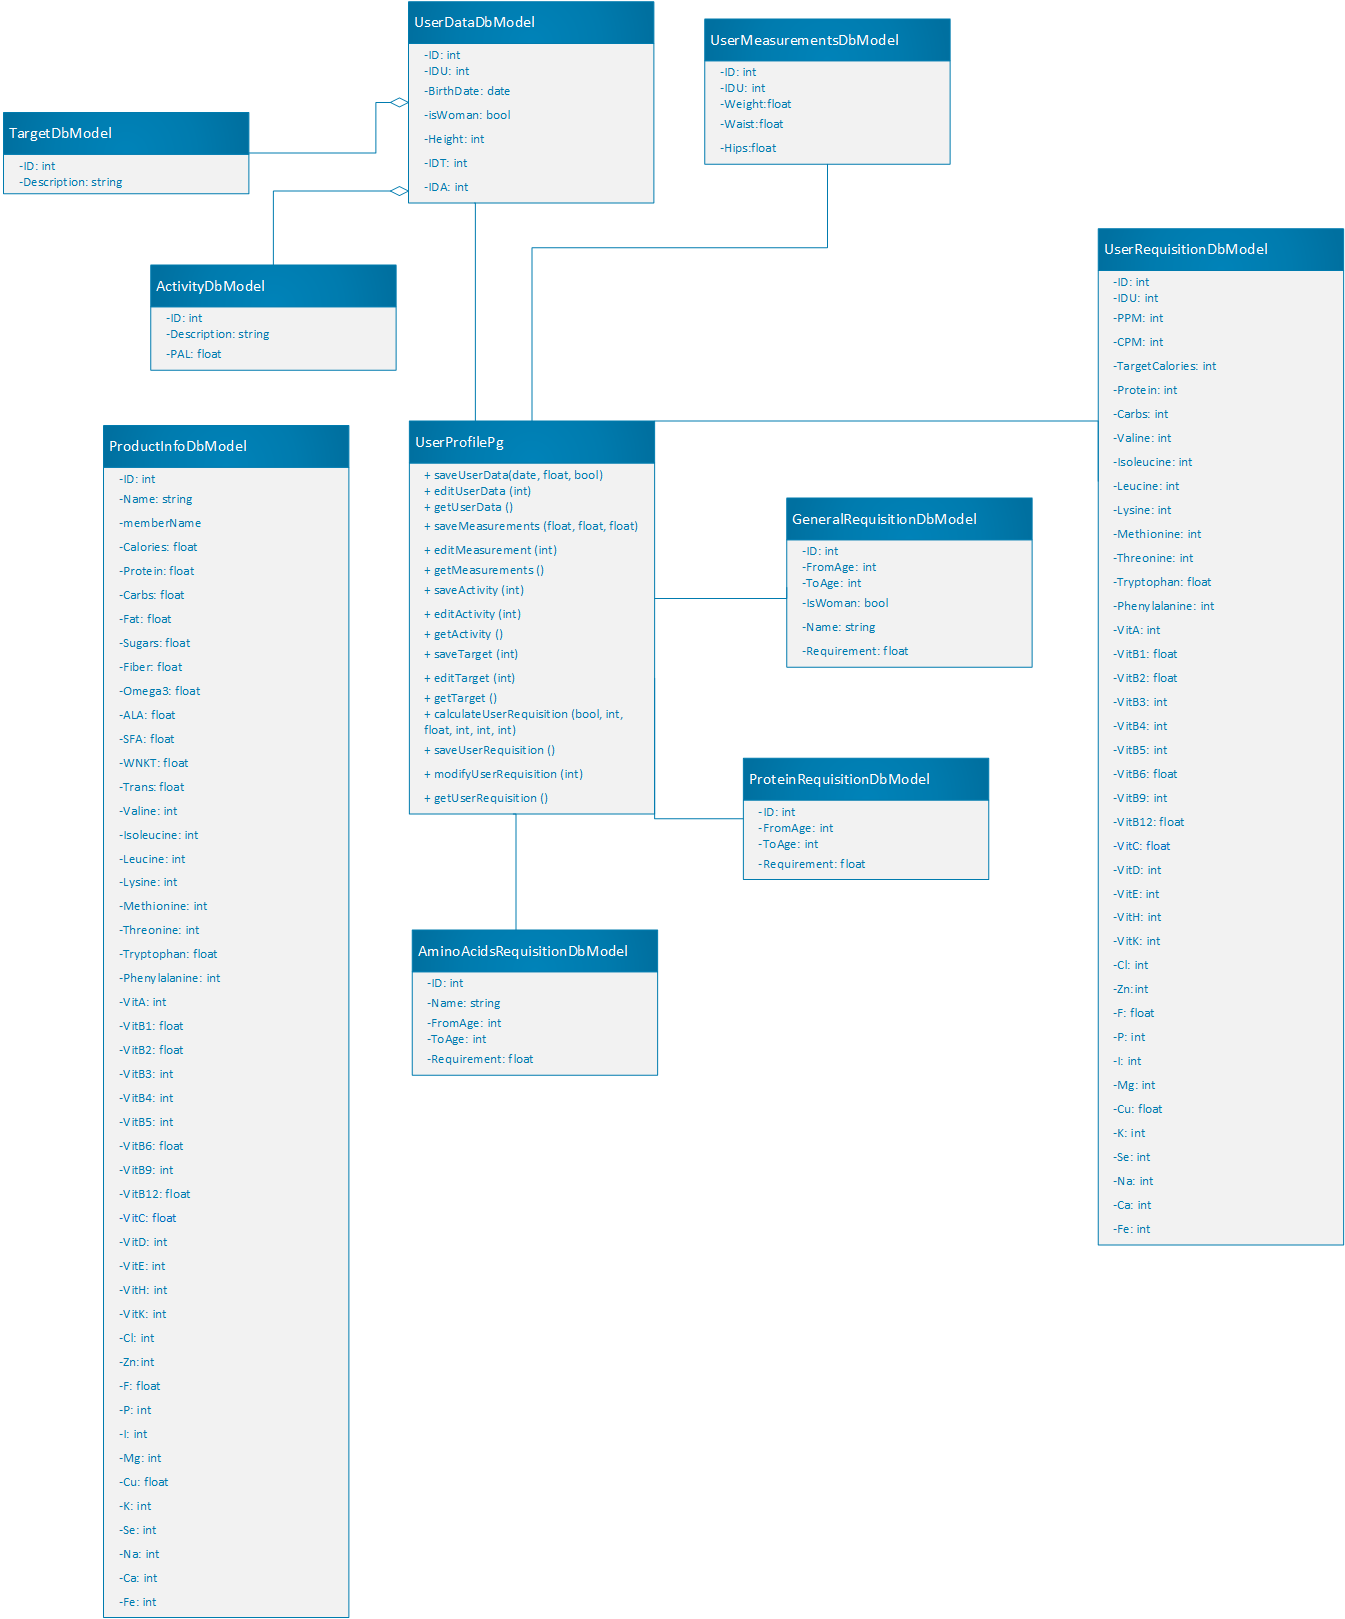 UserDataDbModel
-ID: int
-IDU: int
-BirthDate: date
-isWoman: bool
-Height: int
-IDT: int
-IDA: int
UserMeasurementsDbModel
-ID: int
-IDU: int
-Weight:float
-Waist:float
-Hips:float
TargetDbModel
-ID: int
-Description: string
ActivityDbModel
-ID: int
-Description: string
-PAL: float
UserRequisitionDbModel
-ID: int
-IDU: int
-PPM: int
-CPM: int
-TargetCalories: int
-Protein: int
-Carbs: int
-Valine: int
-Isoleucine: int
-Leucine: int
-Lysine: int
-Methionine: int
-Threonine: int
-Tryptophan: float
-Phenylalanine: int
-VitA: int
-VitB1: float
-VitB2: float
-VitB3: int
-VitB4: int
-VitB5: int
-VitB6: float
-VitB9: int
-VitB12: float
-VitC: float
-VitD: int
-VitE: int
-VitH: int
-VitK: int
-Cl: int
-Zn:int
-F: float
-P: int
-I: int
-Mg: int
-Cu: float
-K: int
-Se: int
-Na: int
-Ca: int
-Fe: int
ProductInfoDbModel
-ID: int
-Name: string
-memberName
-Calories: float
-Protein: float
-Carbs: float
-Fat: float
-Sugars: float
-Fiber: float
-Omega3: float
-ALA: float
-SFA: float
-WNKT: float
-Trans: float
-Valine: int
-Isoleucine: int
-Leucine: int
-Lysine: int
-Methionine: int
-Threonine: int
-Tryptophan: float
-Phenylalanine: int
-VitA: int
-VitB1: float
-VitB2: float
-VitB3: int
-VitB4: int
-VitB5: int
-VitB6: float
-VitB9: int
-VitB12: float
-VitC: float
-VitD: int
-VitE: int
-VitH: int
-VitK: int
-Cl: int
-Zn:int
-F: float
-P: int
-I: int
-Mg: int
-Cu: float
-K: int
-Se: int
-Na: int
-Ca: int
-Fe: int
UserProfilePg
+ saveUserData(date, float, bool)
+ editUserData (int)
+ getUserData ()
+ saveMeasurements (float, float, float)
+ editMeasurement (int)
+ getMeasurements ()
+ saveActivity (int)
+ editActivity (int)
+ getActivity ()
+ saveTarget (int)
+ editTarget (int)
+ getTarget ()
+ calculateUserRequisition (bool, int,
float, int, int, int)
+ saveUserRequisition ()
+ modifyUserRequisition (int)
+ getUserRequisition ()
GeneralRequisitionDbModel
-ID: int
-FromAge: int
-ToAge: int
-IsWoman: bool
-Name: string
-Requirement: float
ProteinRequisitionDbModel
-ID: int
-FromAge: int
-ToAge: int
-Requirement: float
AminoAcidsRequisitionDbModel
-ID: int
-Name: string
-FromAge: int
-ToAge: int
-Requirement: float